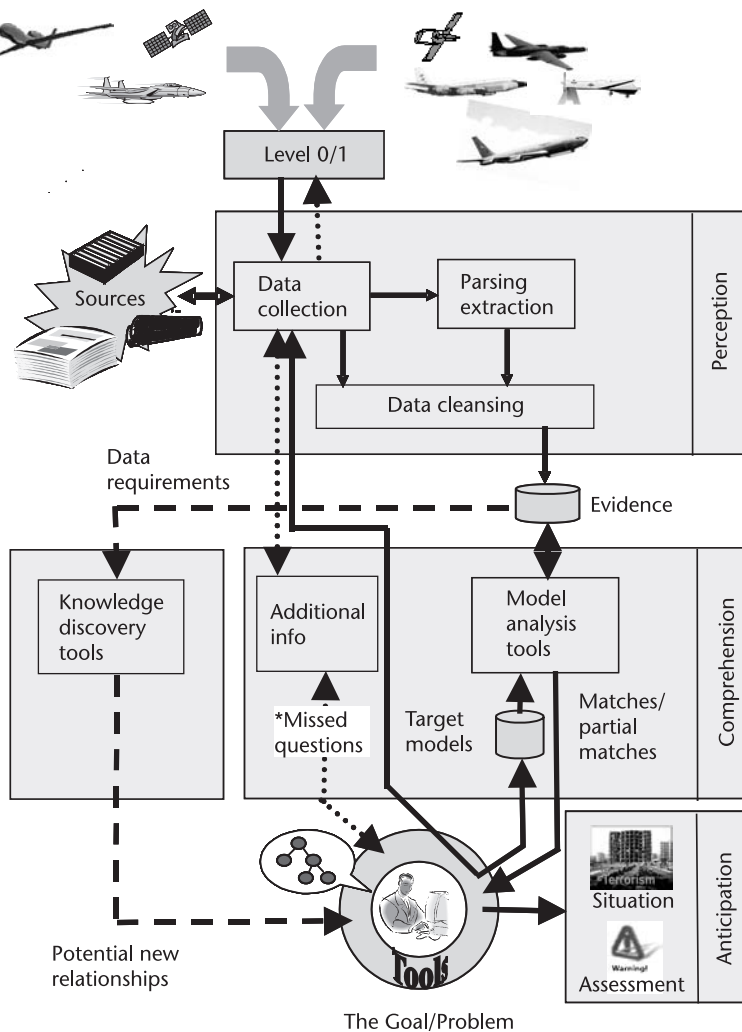 Level 0/1
Sources
Data
collection
Parsing
extraction
Data cleansing
Perception
Data
requirements
Evidence
Knowledge
discovery
tools
Additional
info
Model
analysis
tools
Comprehension
*Missed
questions
Target
models
Matches/
partial
matches
Terrorism
Situation
Warning!
Assessment
Anticipation
Tools
Potential new
relationships
The Goal/Problem